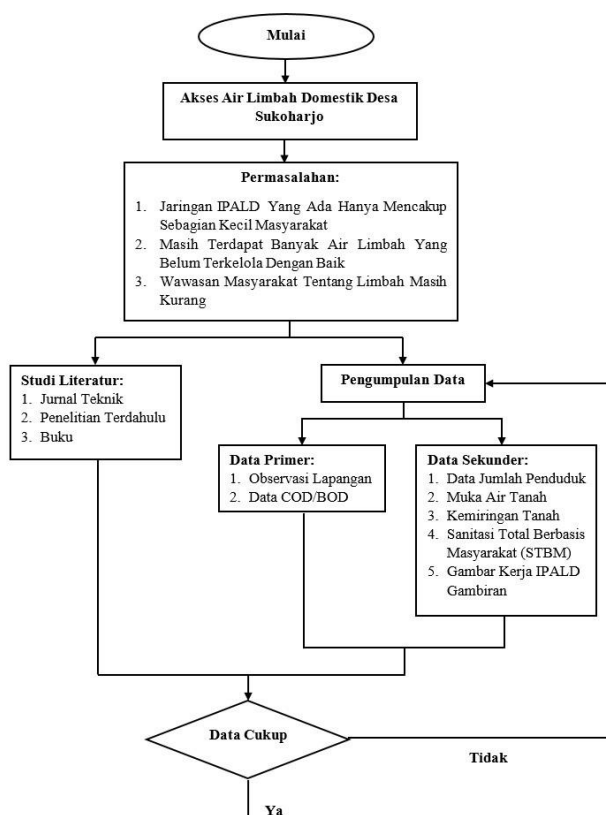 Mulai
Akses Air Limbah Domestik Desa
Sukoharjo
Permasalahan:
1. Jaringan IPALD Yang Ada Hanya Mencakup
Sebagian Kecil Masyarakat
2. Masih Terdapat Banyak Air Limbah Yang
Belum Terkelola Dengan Baik
3. Wawasan Masyarakat Tentang Limbah Masih
Kurang
Studi Literatur:
1. Jurnal Teknik
2. Penelitian Terdahulu
3. Buku
Pengumpulan Data
Data Primer:
1. Observasi Lapangan
2. Data COD/BOD
Data Sekunder:
1. Data Jumlah Penduduk
2. Muka Air Tanah
3. Kemiringan Tanah
4. Sanitasi Total Berbasis
Masyarakat (STBM)
5. Gambar Kerja IPALD
Gambiran
Data Cukup
Tidak
Ya